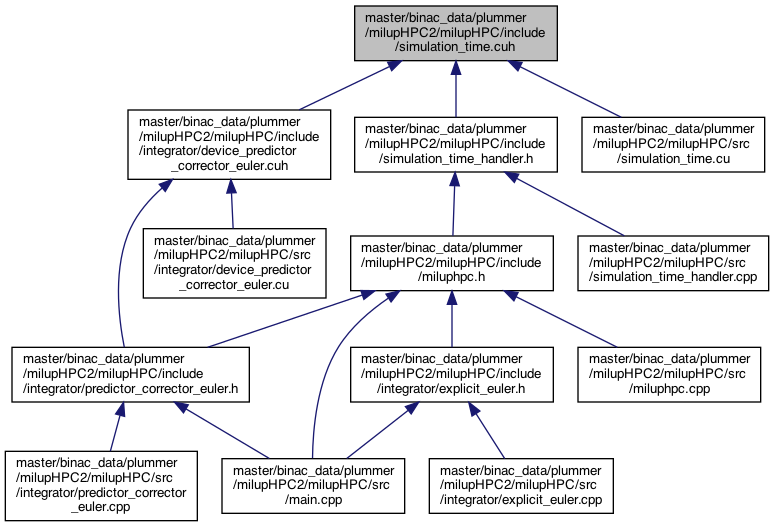 master/binac_data/plummer
/milupHPC2/milupHPC/include
/simulation_time.cuh
master/binac_data/plummer
/milupHPC2/milupHPC/include
/integrator/device_predictor
_corrector_euler.cuh
master/binac_data/plummer
/milupHPC2/milupHPC/include
/simulation_time_handler.h
master/binac_data/plummer
/milupHPC2/milupHPC/src
/simulation_time.cu
master/binac_data/plummer
/milupHPC2/milupHPC/src
/integrator/device_predictor
_corrector_euler.cu
master/binac_data/plummer
/milupHPC2/milupHPC/include
/miluphpc.h
master/binac_data/plummer
/milupHPC2/milupHPC/src
/simulation_time_handler.cpp
master/binac_data/plummer
/milupHPC2/milupHPC/include
/integrator/predictor_corrector_euler.h
master/binac_data/plummer
/milupHPC2/milupHPC/include
/integrator/explicit_euler.h
master/binac_data/plummer
/milupHPC2/milupHPC/src
/miluphpc.cpp
master/binac_data/plummer
/milupHPC2/milupHPC/src
/integrator/predictor_corrector
_euler.cpp
master/binac_data/plummer
/milupHPC2/milupHPC/src
/main.cpp
master/binac_data/plummer
/milupHPC2/milupHPC/src
/integrator/explicit_euler.cpp